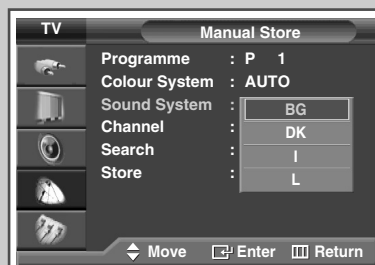 TV
Manual Store
Programme : P 1
Colour System : AUTO
Sound System : BG
DK
Channel :
I
Search :
L
Store :
Move Enter Return